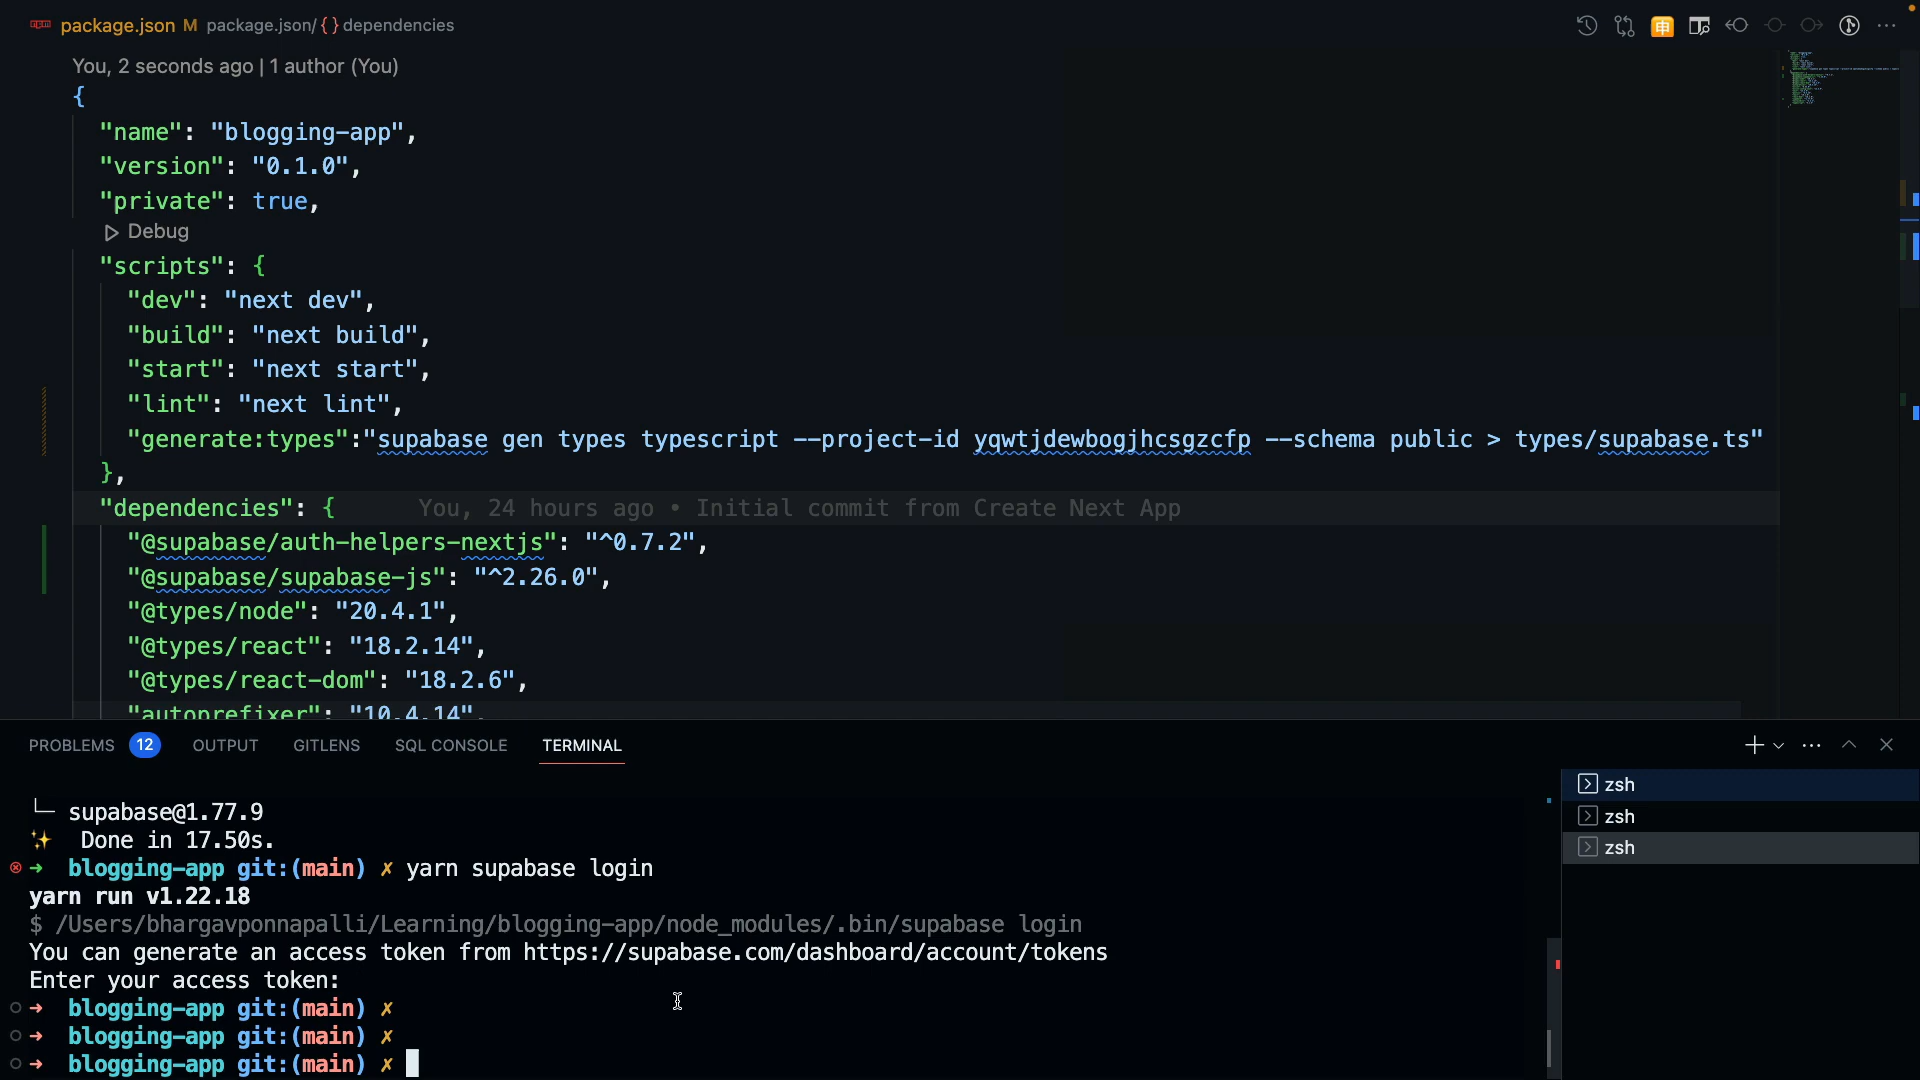 package.json M package.json/{ } dependencies
You, 2 seconds ago | 1 author (You)
{
"name": "blogging-app",
"version": "0.1.0",
"private": true,
Debug
"scripts": {
"dev": "next dev",
"build": "next build",
"start": "next start",
"lint": "next lint",
"generate:types":"supabase gen types typescript --project-id yqwtjdewbogjhcsgzcfp --schema public > types/supabase.ts"
},
"dependencies": { You, 24 hours ago • Initial commit from Create Next App
"@supabase/auth-helpers-nextjs": "^0.7.2",
"@supabase/supabase-js": "^2.26.0",
"@types/node": "20.4.1",
"@types/react": "18.2.14",
"@types/react-dom": "18.2.6",
"autoprefixer": "10.4.14",
PROBLEMS 12 OUTPUT GITLENS SQL CONSOLE TERMINAL
└─ supabase@1.77.9
✨ Done in 17.50s.
→ blogging-app git:(main) ✗ yarn supabase login
yarn run v1.22.18
$ /Users/bhargavponnapalli/Learning/blogging-app/node_modules/.bin/supabase login
You can generate an access token from https://supabase.com/dashboard/account/tokens
Enter your access token:
→ blogging-app git:(main) ✗
→ blogging-app git:(main) ✗
→ blogging-app git:(main) ✗
zsh
zsh
zsh